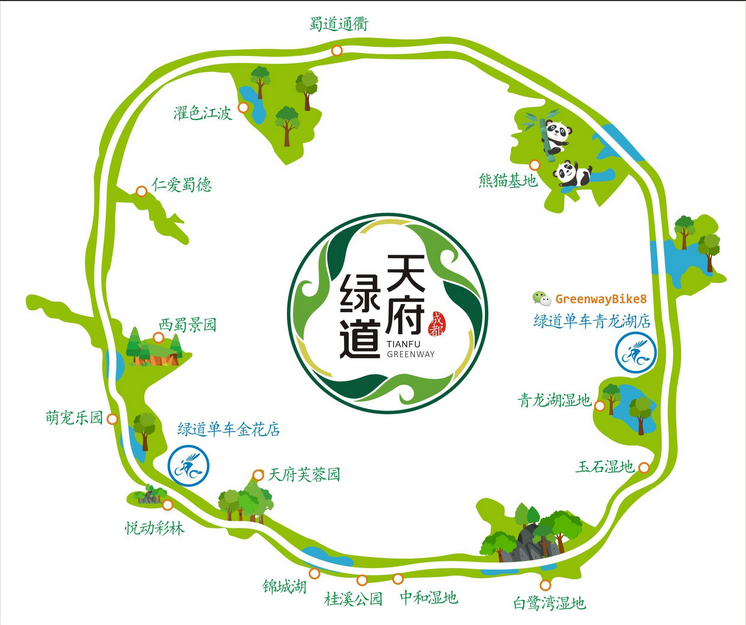 蜀道通衢
濯色江波
仁爱蜀德
熊猫基地
天府
绿道
成都
TIANFU
GREENWAY
GreenwayBike8
绿道单车青龙湖店
西蜀景园
青龙湖湿地
萌宠乐园
绿道单车金花店
天府芙蓉园
玉石湿地
悦动彩林
锦城湖
桂溪公园
中和湿地
白鹭湾湿地